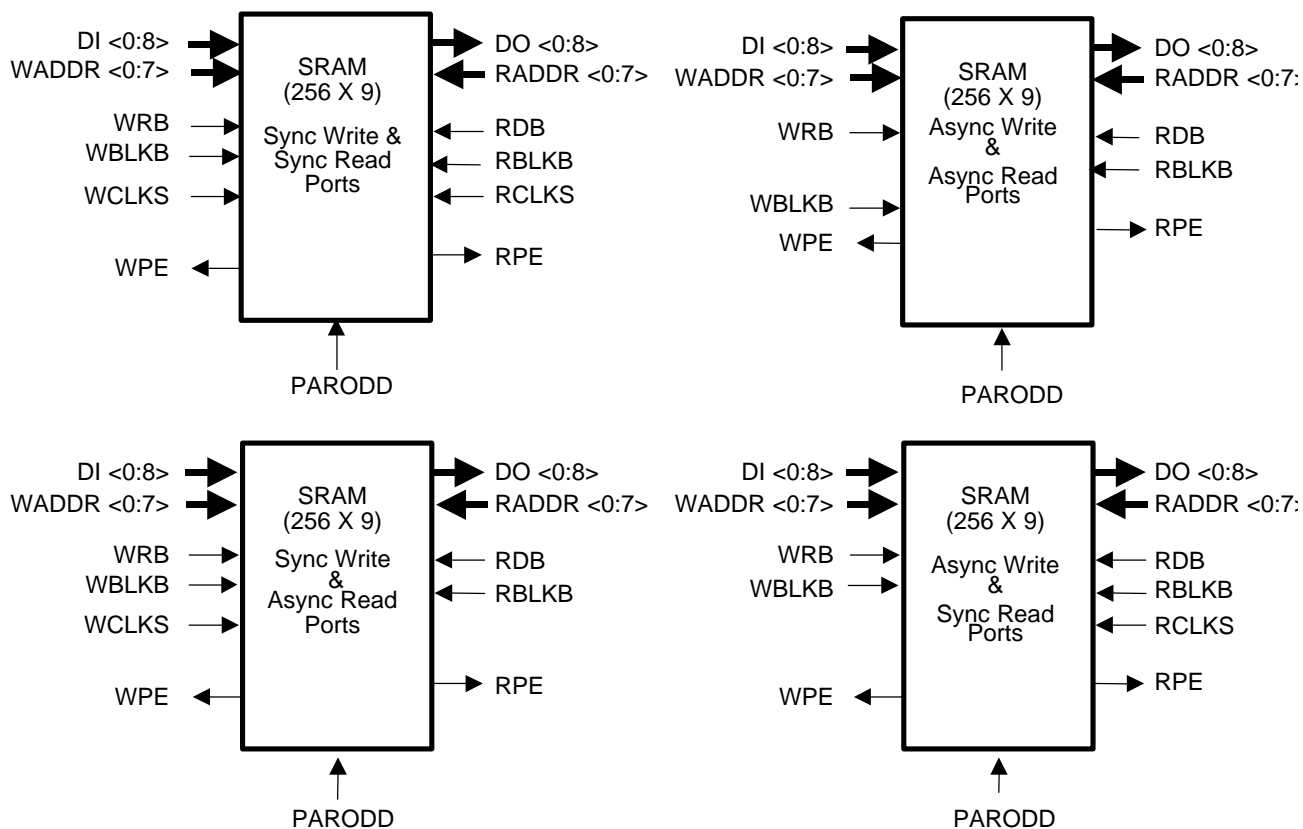 DI <0:8>
WADDR <0:7>
WRB
WBLKB
WCLKS
WPE
SRAM
(256 X 9)
Sync Write &
Sync Read
Ports
DO <0:8>
RADDR <0:7>
RDB
RBLKB
RCLKS
RPE
PARODD
DI <0:8>
WADDR <0:7>
WRB
WBLKB
WPE
SRAM
(256 X 9)
Async Write
&
Async Read
Ports
DO <0:8>
RADDR <0:7>
RDB
RBLKB
RPE
PARODD
DI <0:8>
WADDR <0:7>
WRB
WBLKB
WCLKS
WPE
SRAM
(256 X 9)
Sync Write
&
Async Read
Ports
DO <0:8>
RADDR <0:7>
RDB
RBLKB
RPE
PARODD
DI <0:8>
WADDR <0:7>
WRB
WBLKB
WPE
SRAM
(256 X 9)
Async Write
&
Sync Read
Ports
DO <0:8>
RADDR <0:7>
RDB
RBLKB
RCLKS
RPE
PARODD